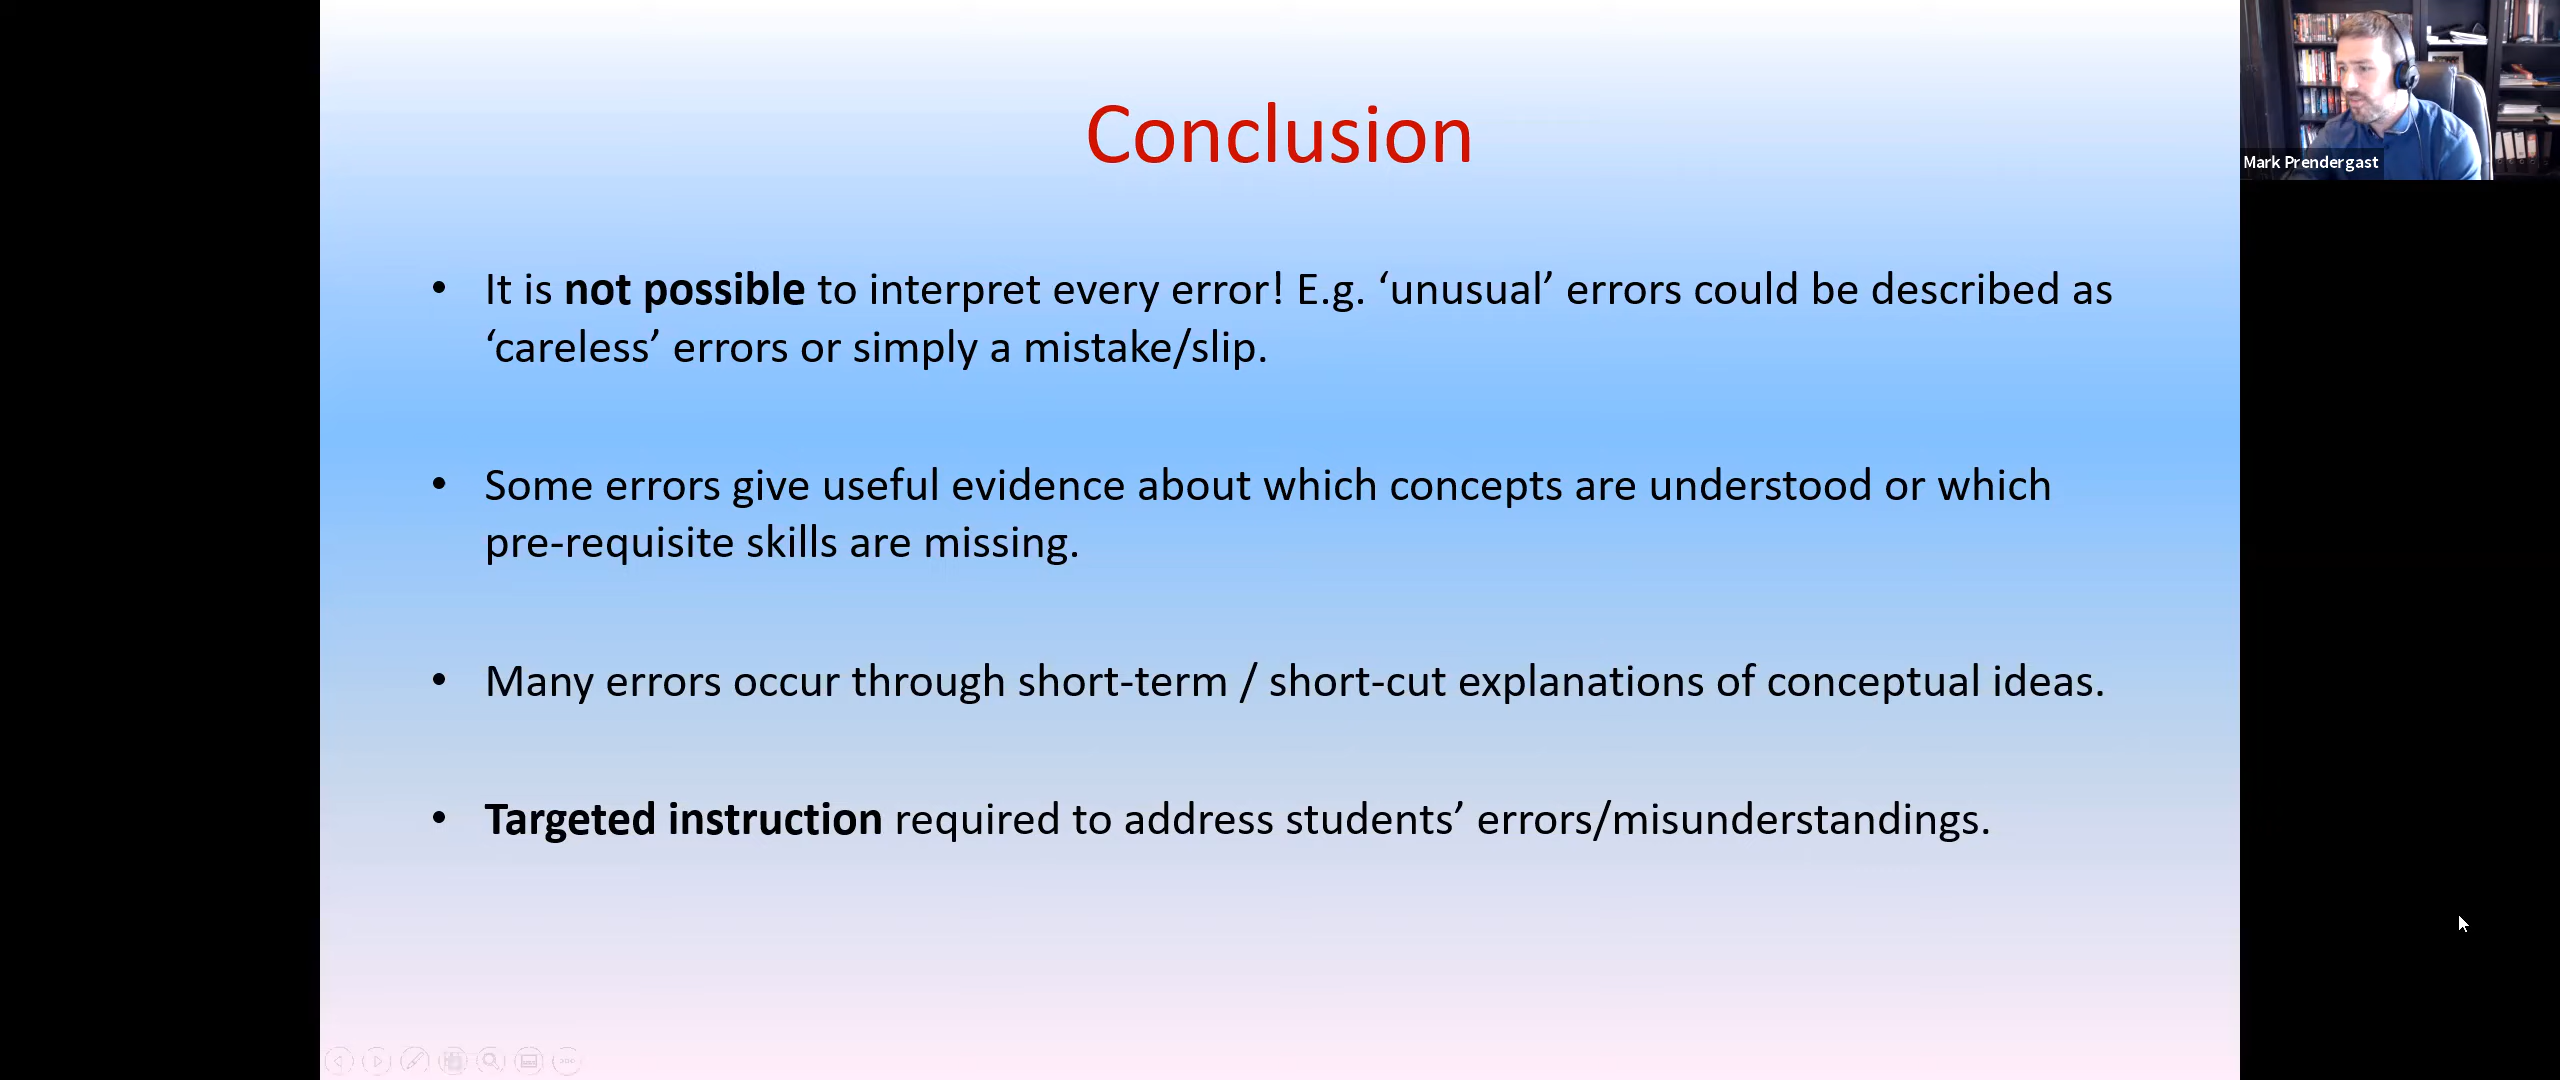 Conclusion
Mark Prendergast
• It is not possible to interpret every error! E.g. ‘unusual’ errors could be described as
‘careless’ errors or simply a mistake/slip.
• Some errors give useful evidence about which concepts are understood or which
pre-requisite skills are missing.
• Many errors occur through short-term / short-cut explanations of conceptual ideas.
• Targeted instruction required to address students’ errors/misunderstandings.